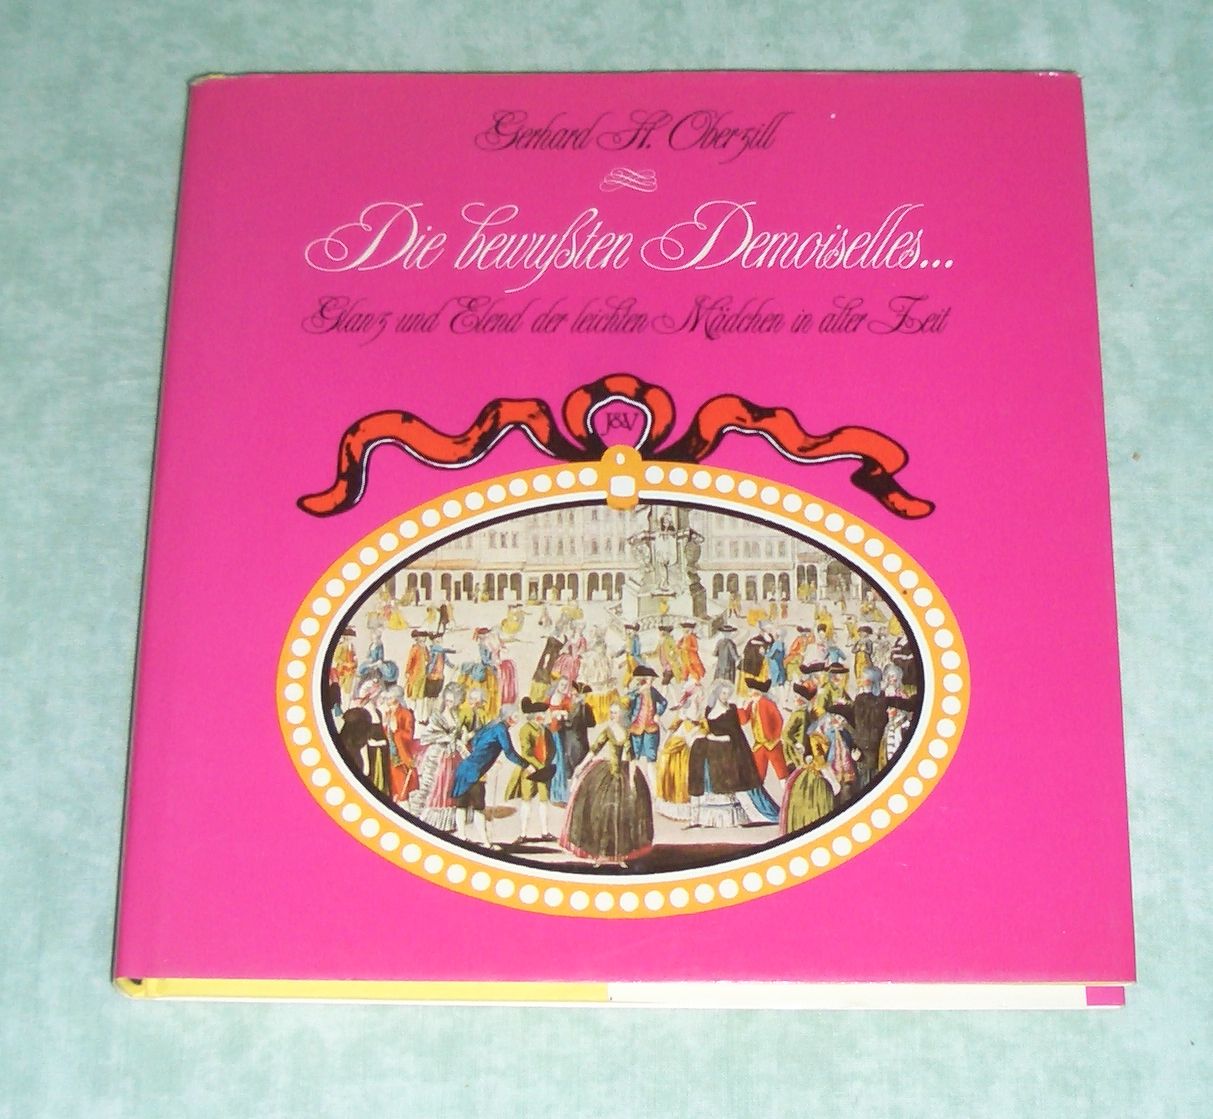 Gerhard H. Oberzill
Die bewußten Demoiselles...
Glanz und Elend der leichten Mädchen in alter Zeit
J&V